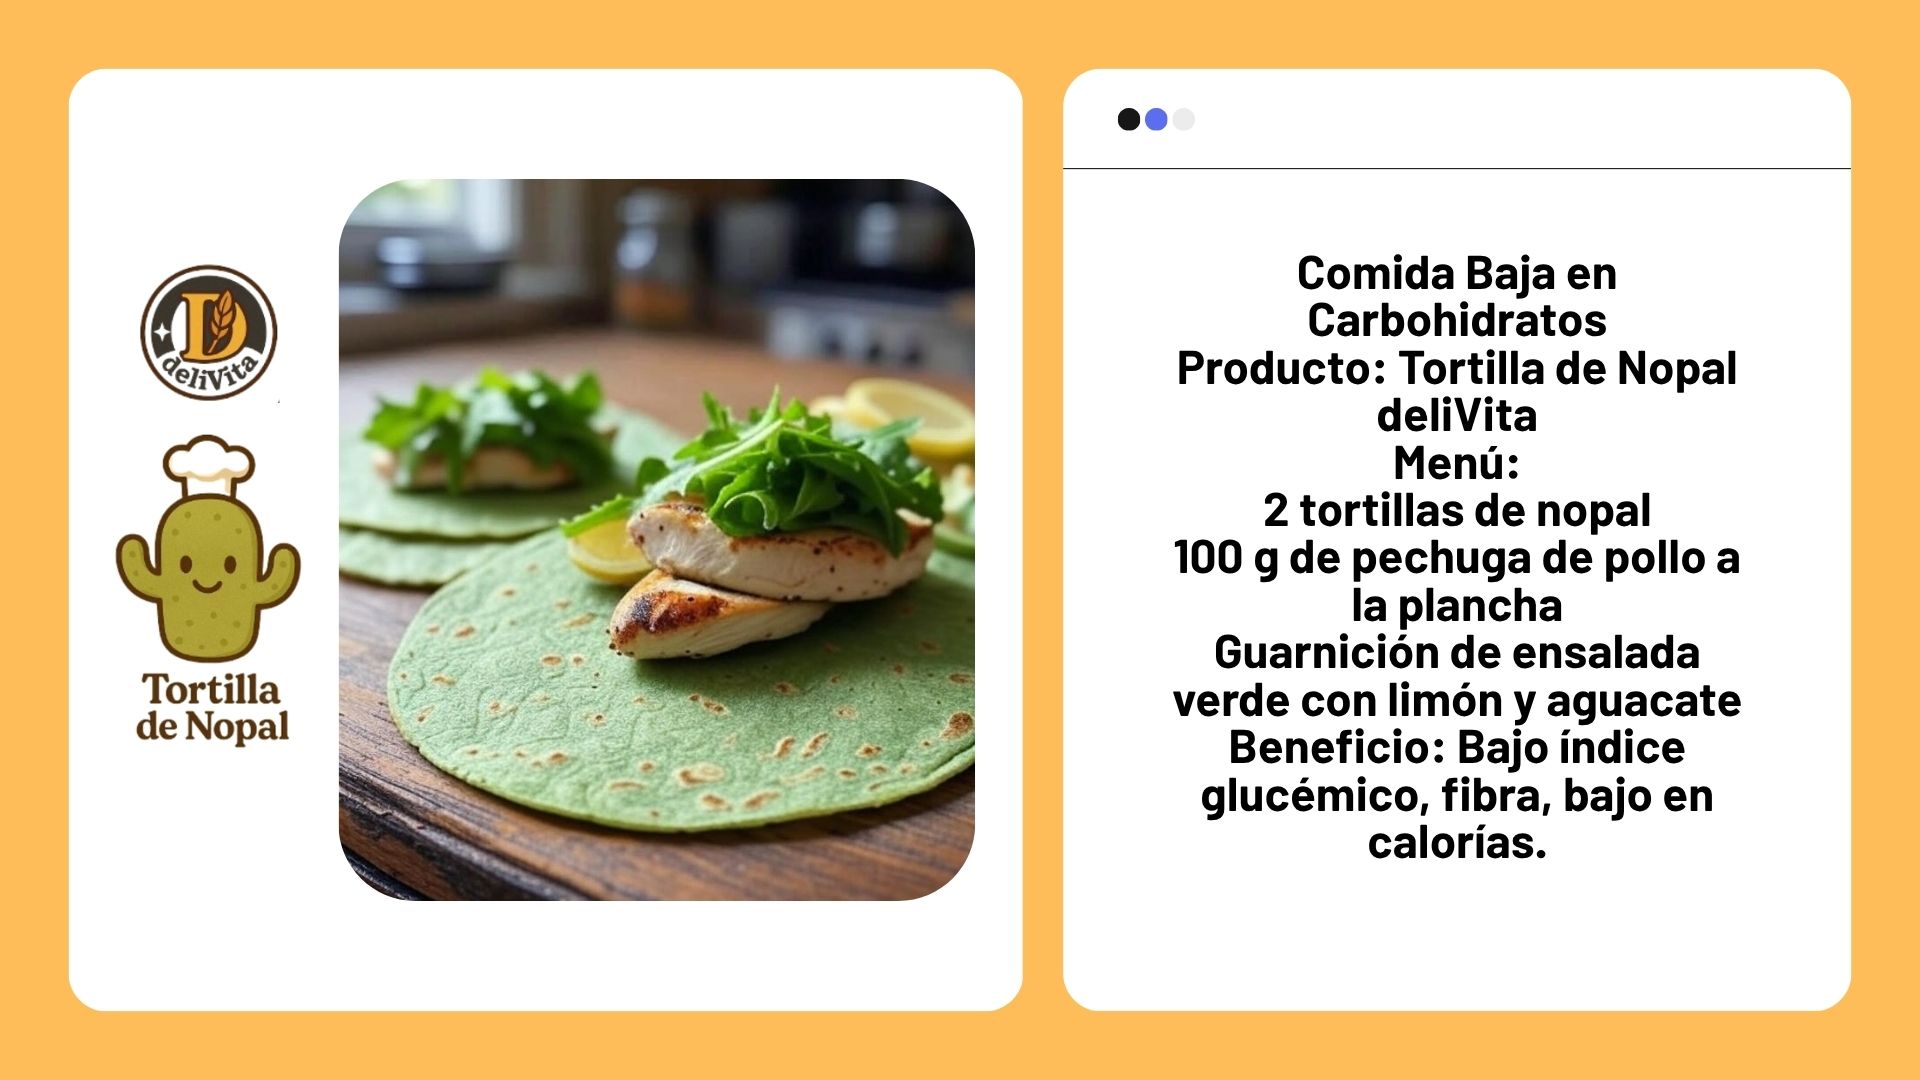 D
deliVita
Tortilla
de Nopal
Comida Baja en
Carbohidratos
Producto: Tortilla de Nopal
deliVita
Menú:
2 tortillas de nopal
100 g de pechuga de pollo a
la plancha
Guarnición de ensalada
verde con limón y aguacate
Beneficio: Bajo índice
glucémico, fibra, bajo en
calorías.